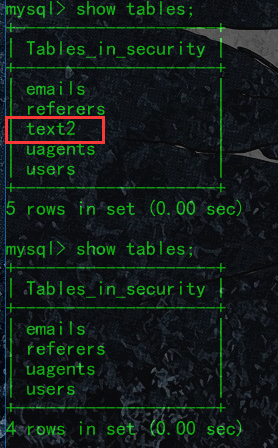 mysql> show tables;
+--------------------+
| Tables_in_security |
+--------------------+
| emails |
| referers |
| text2 |
| uagents |
| users |
+--------------------+
5 rows in set (0.00 sec)
mysql> show tables;
+--------------------+
| Tables_in_security |
+--------------------+
| emails |
| referers |
| uagents |
| users |
+--------------------+
4 rows in set (0.00 sec)